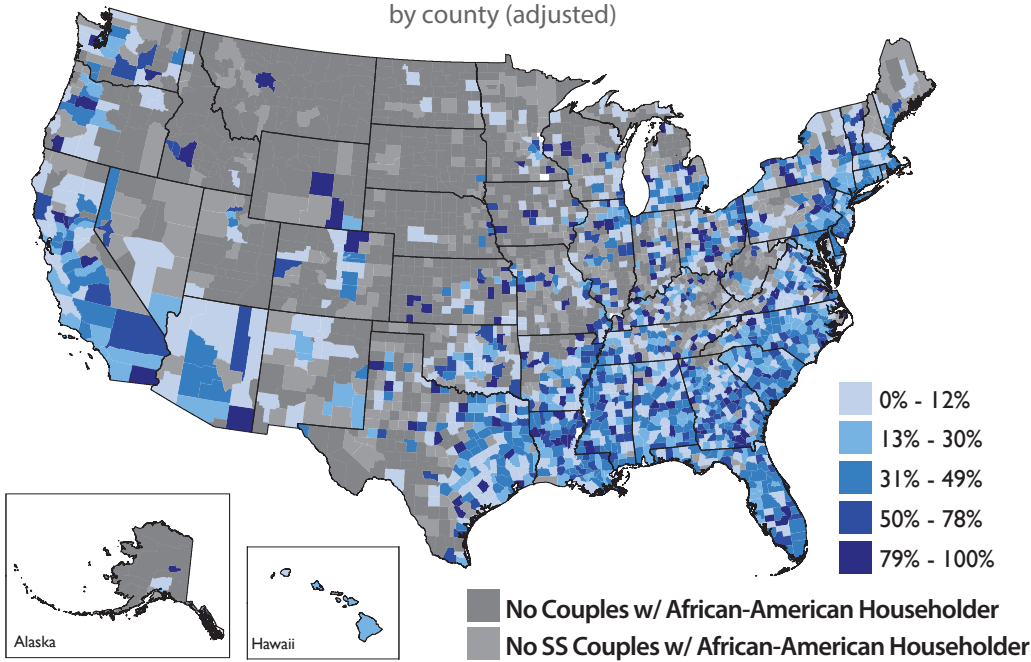 by county (adjusted)
0% - 12%
13% - 30%
31% - 49%
50% - 78%
79% - 100%
Alaska
Hawaii
No Couples w/ African-American Householder
No SS Couples w/ African-American Householder